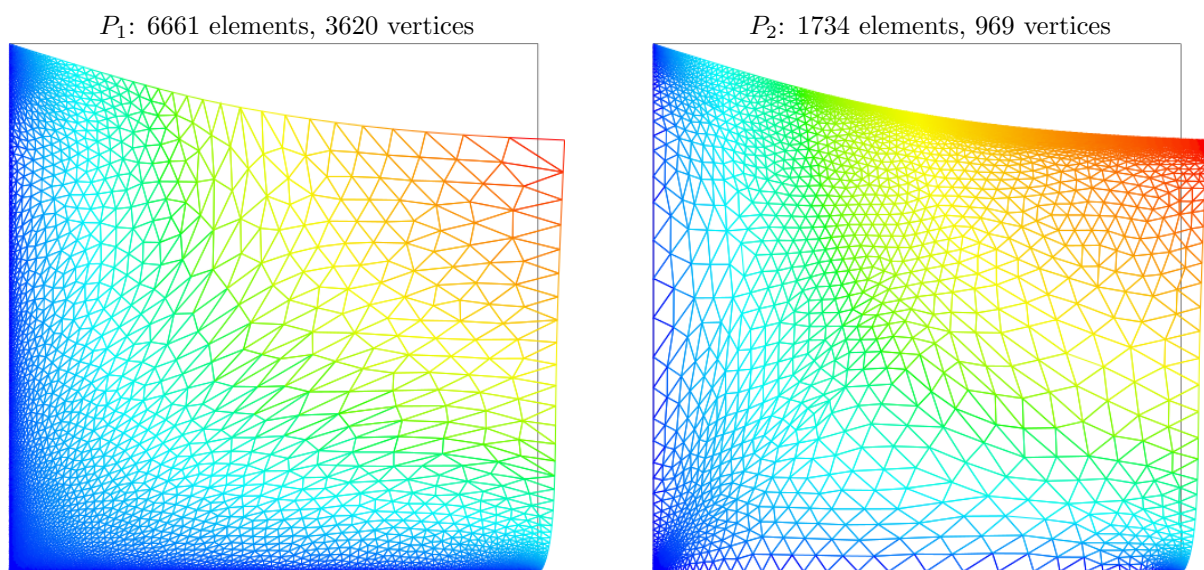 P₁: 6661 elements, 3620 vertices
P₂: 1734 elements, 969 vertices